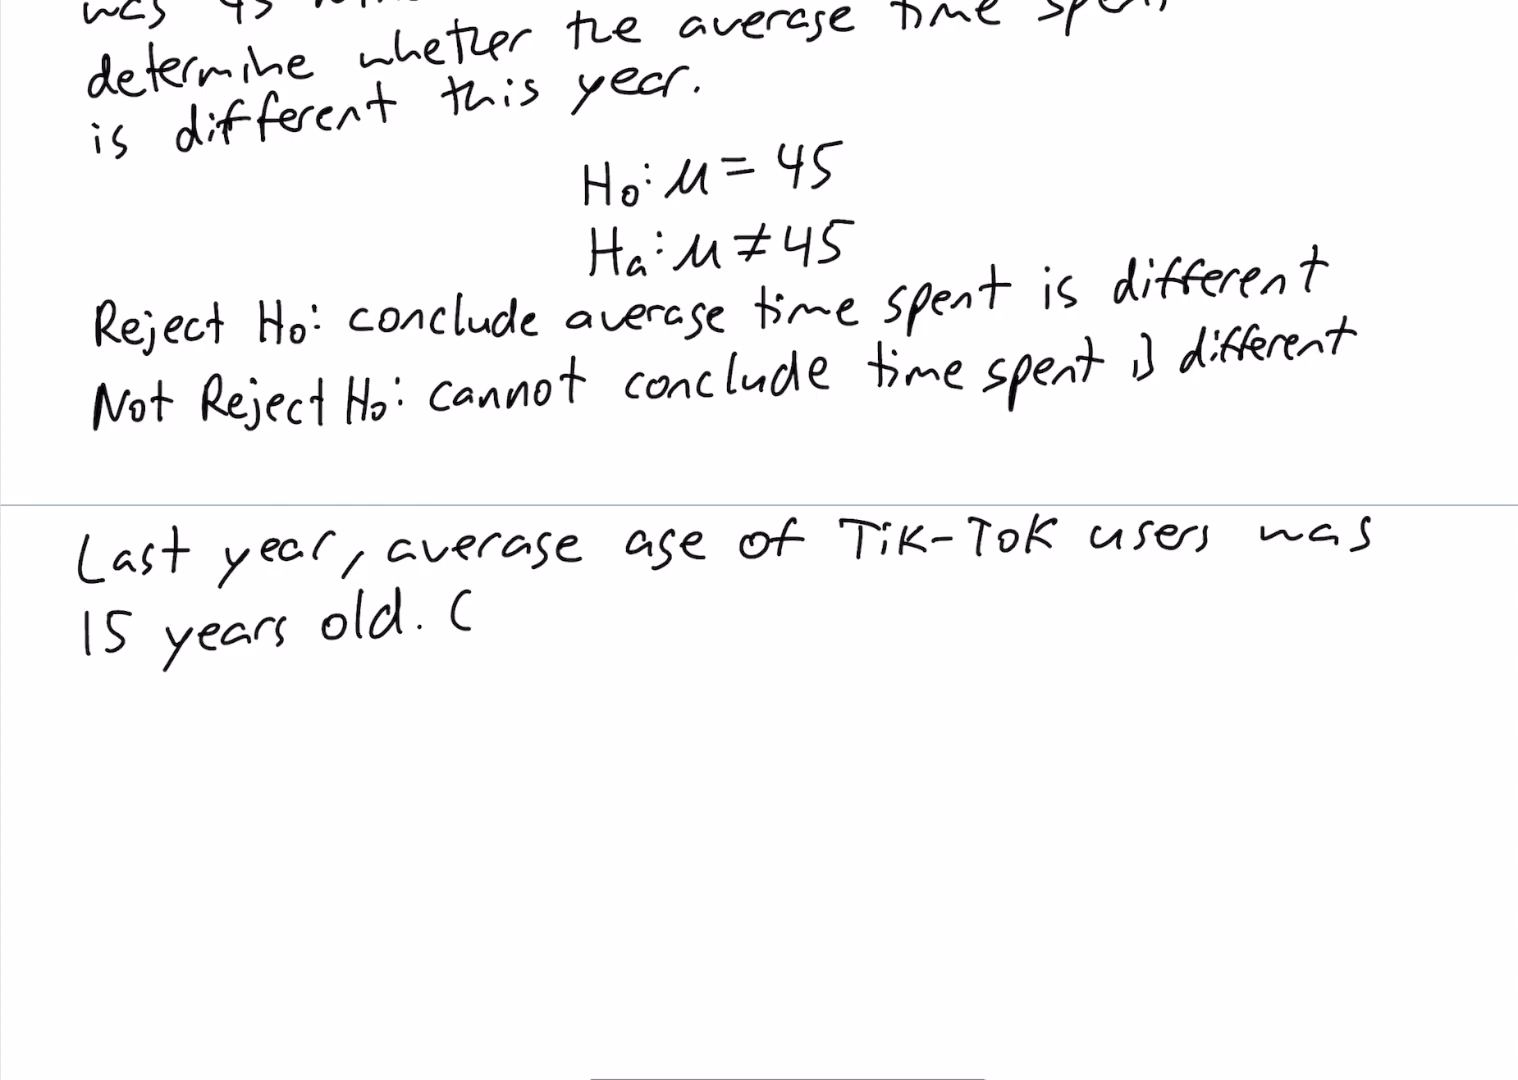 was 45
determine whether the average time
is different this year.
H₀: μ = 45
Hₐ: μ ≠ 45
Reject H₀: conclude average time spent is different
Not Reject H₀: cannot conclude time spent is different
Last year, average age of Tik-Tok users was
15 years old. C